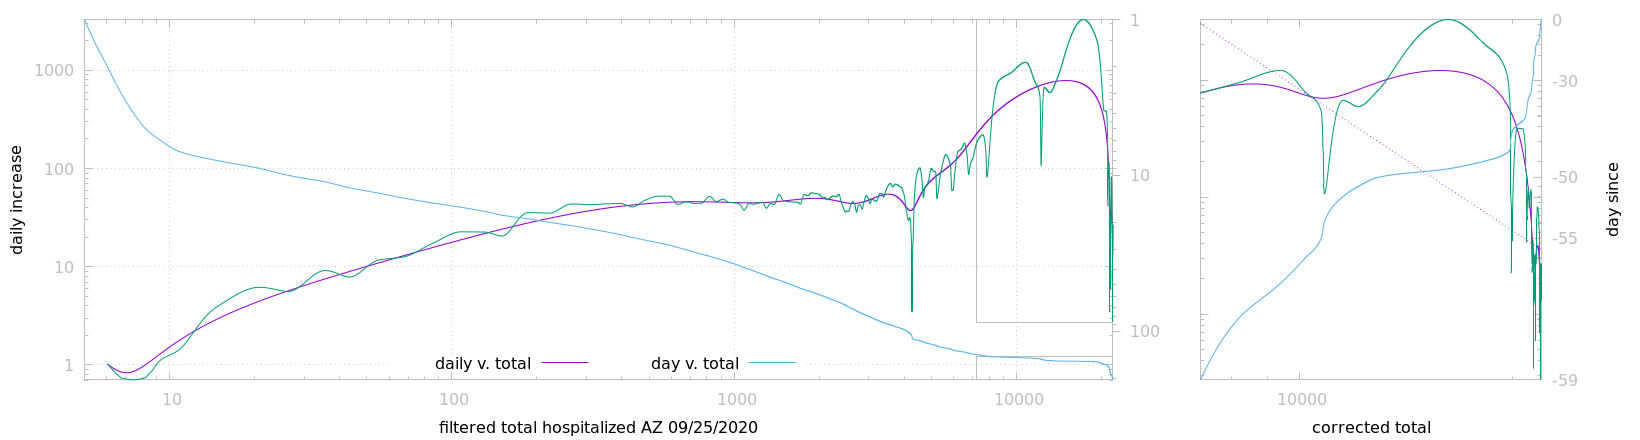 1000
100
10
1
daily increase
10
100
1000
10000
filtered total hospitalized AZ 09/25/2020
daily v. total
day v. total
1
10
100
0
-30
-50
-55
-59
day since
10000
corrected total